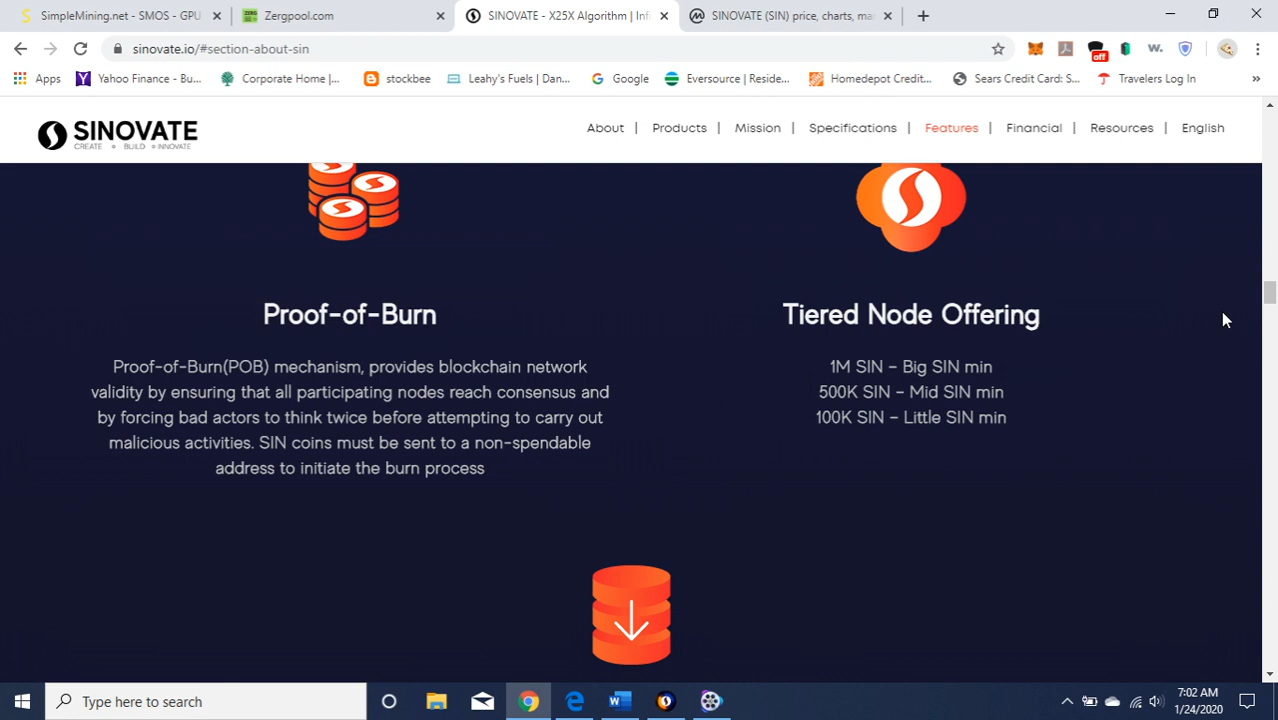 SimpleMining.net - SMOS - GPU
Zergpool.com
SINOVATE - X25X Algorithm | Inf
SINOVATE (SIN) price, charts, ma
sinovate.io/#section-about-sin
off
Apps
Yahoo Finance - Bu...
Corporate Home |...
stockbee
Leahy's Fuels | Dan...
Google
Eversource | Reside...
Homedepot Credit...
Sears Credit Card: S...
Travelers Log In
SINOVATE
CREATE BUILD INNOVATE
About | Products | Mission | Specifications | Features | Financial | Resources | English
Proof-of-Burn
Proof-of-Burn(POB) mechanism, provides blockchain network
validity by ensuring that all participating nodes reach consensus and
by forcing bad actors to think twice before attempting to carry out
malicious activities. SIN coins must be sent to a non-spendable
address to initiate the burn process
Tiered Node Offering
1M SIN – Big SIN min
500K SIN – Mid SIN min
100K SIN – Little SIN min
Type here to search
7:02 AM
1/24/2020